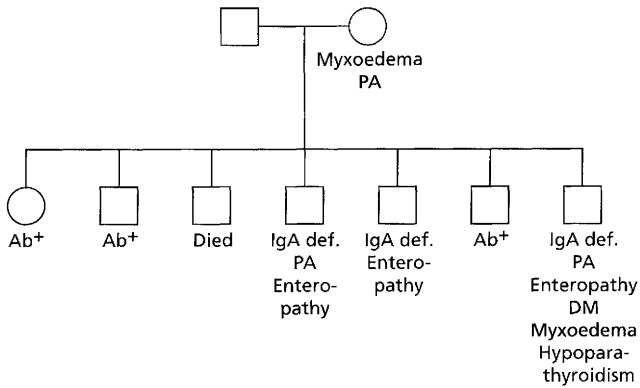 Myxoedema
PA
Ab+
Ab+
Died
IgA def.
PA
Entero-
pathy
IgA def.
Entero-
pathy
Ab+
IgA def.
PA
Enteropathy
DM
Myxoedema
Hypopara-
thyroidism